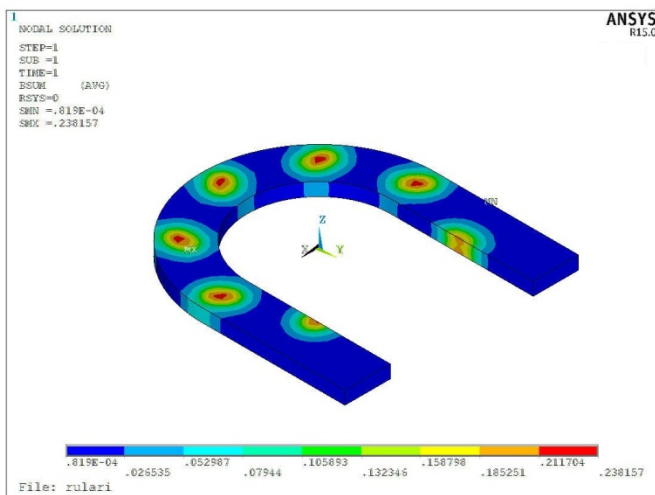 1
ANSYS
R15.0
NODAL SOLUTION
STEP=1
SUB =1
TIME=1
BSUM (AVG)
RSYS=0
SMN =.819E-04
SMX =.238157
MN
Z
X Y
MX
.819E-04 .052987 .105893 .158798 .211704
.026535 .07944 .132346 .185251 .238157
File: rulari